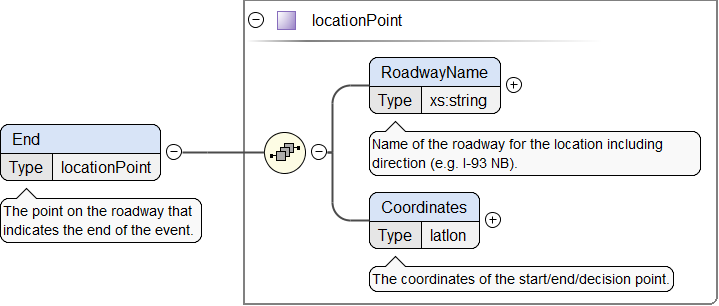 locationPoint
RoadwayName
Type xs:string
Name of the roadway for the location including
direction (e.g. I-93 NB).
End
Type locationPoint
The point on the roadway that
indicates the end of the event.
Coordinates
Type latlon
The coordinates of the start/end/decision point.